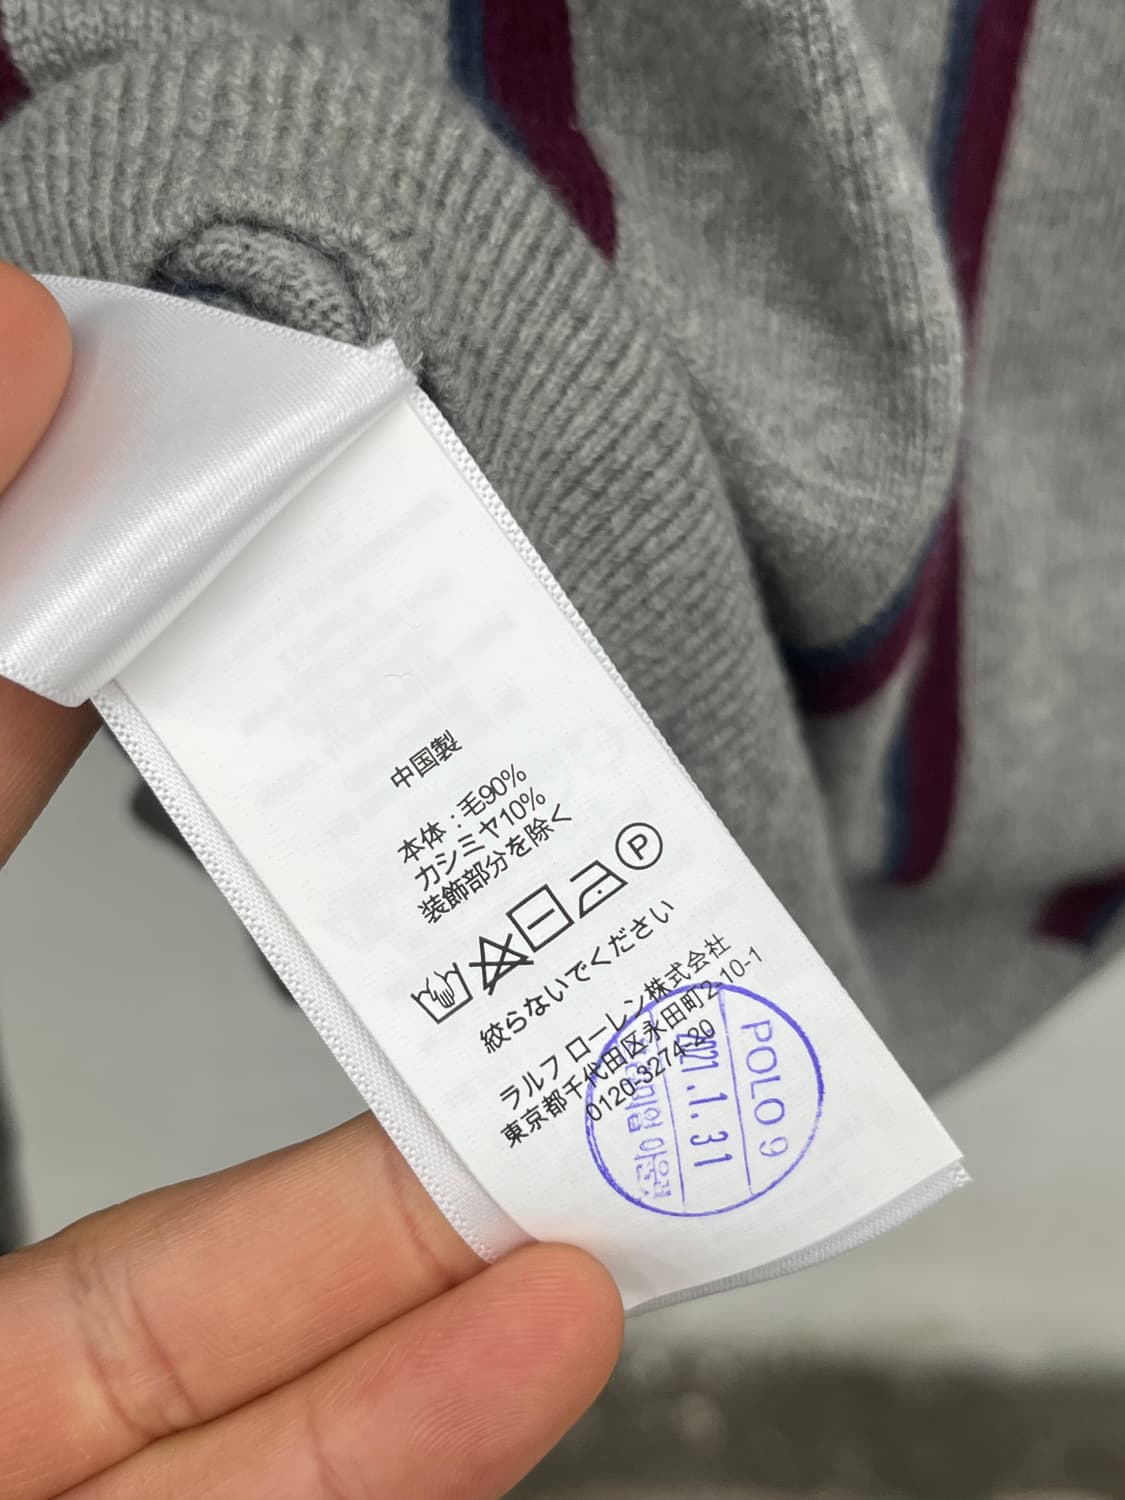 中国製
本体:毛90%
カシミヤ10%
装飾部分を除く
P
絞らないでください
ラルフ ローレン株式会社
東京都千代田区永田町2-10-1
0120-3274-20
POLO 9
2021.1.31